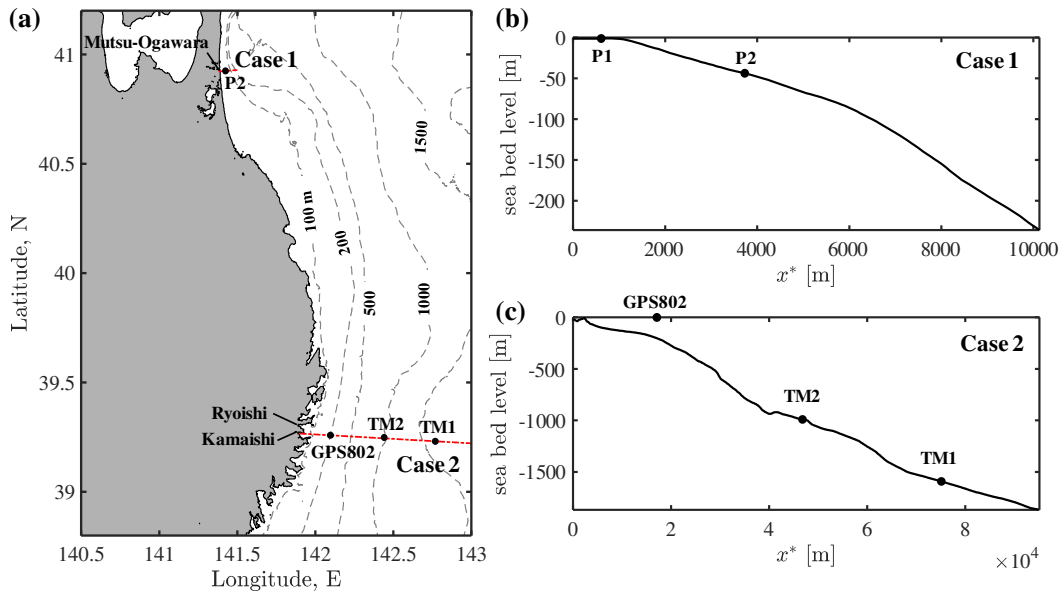 (a)
41
40.5
40
39.5
39
Latitude, N
140.5
141
141.5
142
142.5
143
Longitude, E
Mutsu-Ogawara
Case 1
P2
1500
100 m
200
500
1000
Ryoishi
Kamaishi
GPS802
TM2
TM1
Case 2
(b)
0
-50
-100
-150
-200
sea bed level [m]
P1
P2
Case 1
0
2000
4000
6000
8000
10000
x* [m]
(c)
GPS802
0
-500
-1000
-1500
sea bed level [m]
Case 2
TM2
TM1
0
2
4
6
8
×10⁴
x* [m]